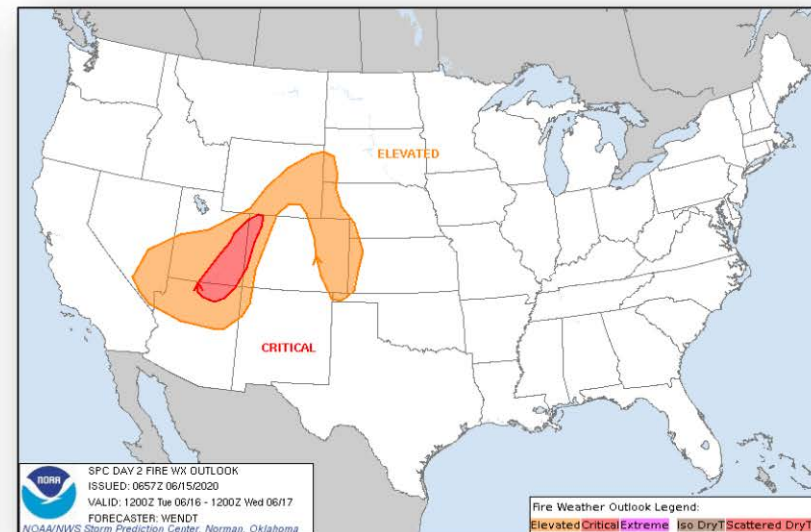 ELEVATED
CRITICAL
NOAA
SPC DAY 2 FIRE WX OUTLOOK
ISSUED: 0657Z 06/15/2020
VALID: 1200Z Tue 06/16 - 1200Z Wed 06/17
FORECASTER: WENDT
NOAA/NWS Storm Prediction Center, Norman, Oklahoma
Fire Weather Outlook Legend:
Elevated Critical Extreme Iso DryT Scattered Dry